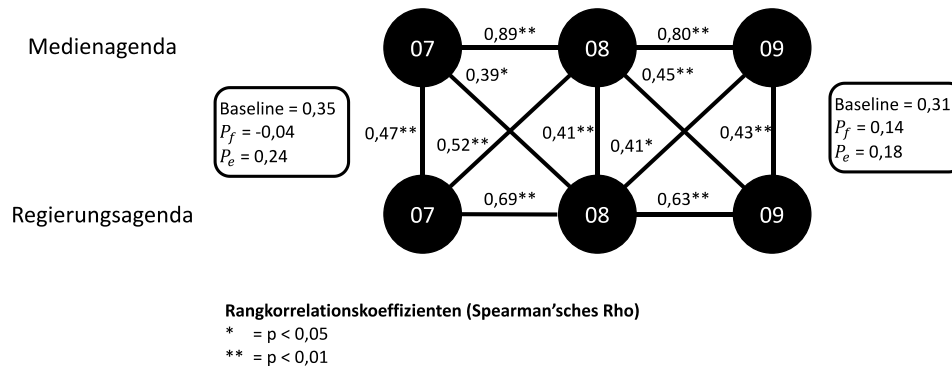 Medienagenda
07
0,89**
08
0,80**
09
0,39*
0,45**
Baseline = 0,35
P_f = -0,04
P_e = 0,24
0,47**
0,52**
0,41**
0,41*
0,43**
Baseline = 0,31
P_f = 0,14
P_e = 0,18
Regierungsagenda
07
0,69**
08
0,63**
09
Rangkorrelationskoeffizienten (Spearman’sches Rho)
* = p < 0,05
** = p < 0,01